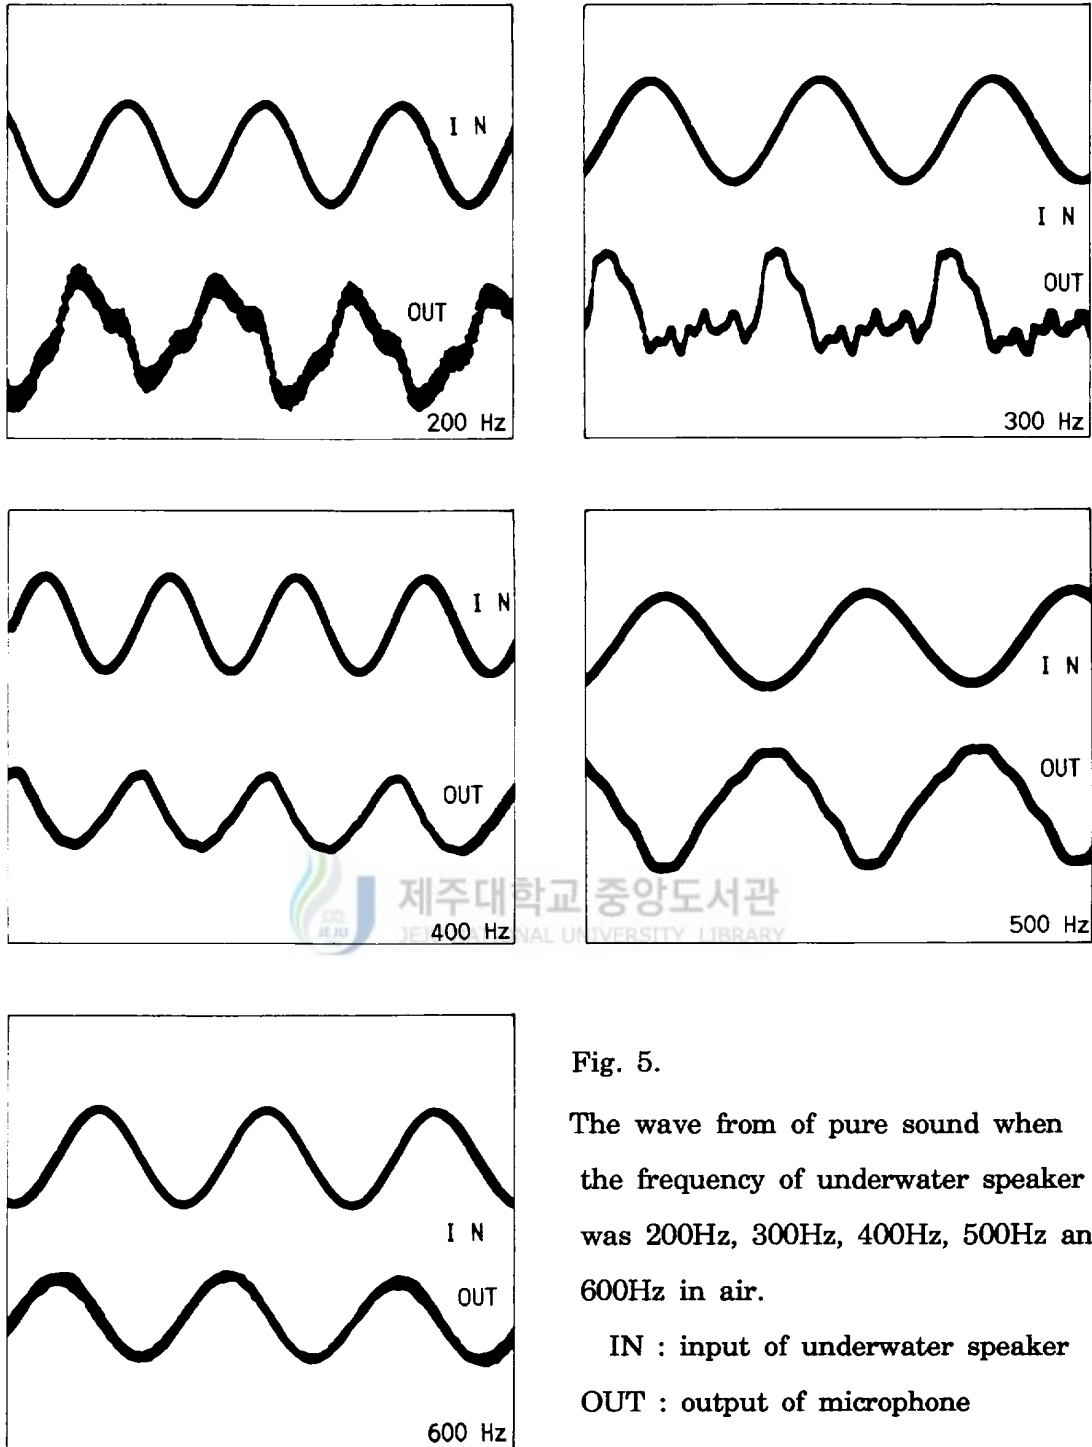 I N
OUT
200 Hz
I N
OUT
300 Hz
I N
OUT
400 Hz
I N
OUT
500 Hz
제주대학교 중앙도서관
JEJU NATIONAL UNIVERSITY LIBRARY
JEJU
I N
OUT
600 Hz
Fig. 5.
The wave from of pure sound when
the frequency of underwater speaker
was 200Hz, 300Hz, 400Hz, 500Hz an
600Hz in air.
IN : input of underwater speaker
OUT : output of microphone